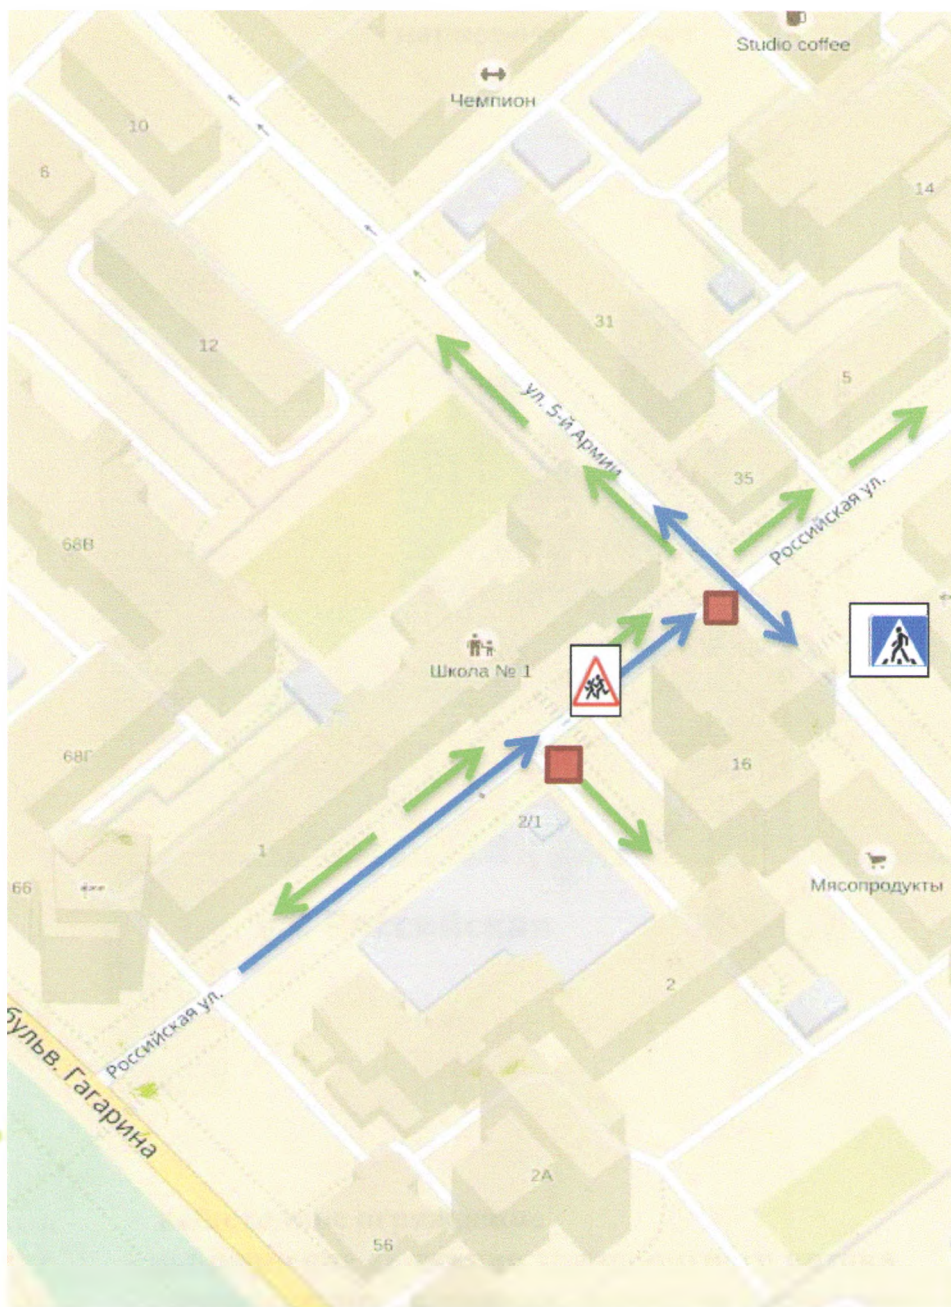 Studio coffee
Чемпион
10
6
14
31
12
5
ул. 5-й Армии
35
Российская ул.
68В
Школа № 1
68Г
16
2/1
1
66
Мясопродукты
2
Российская ул.
бульв. Гагарина
2А
56